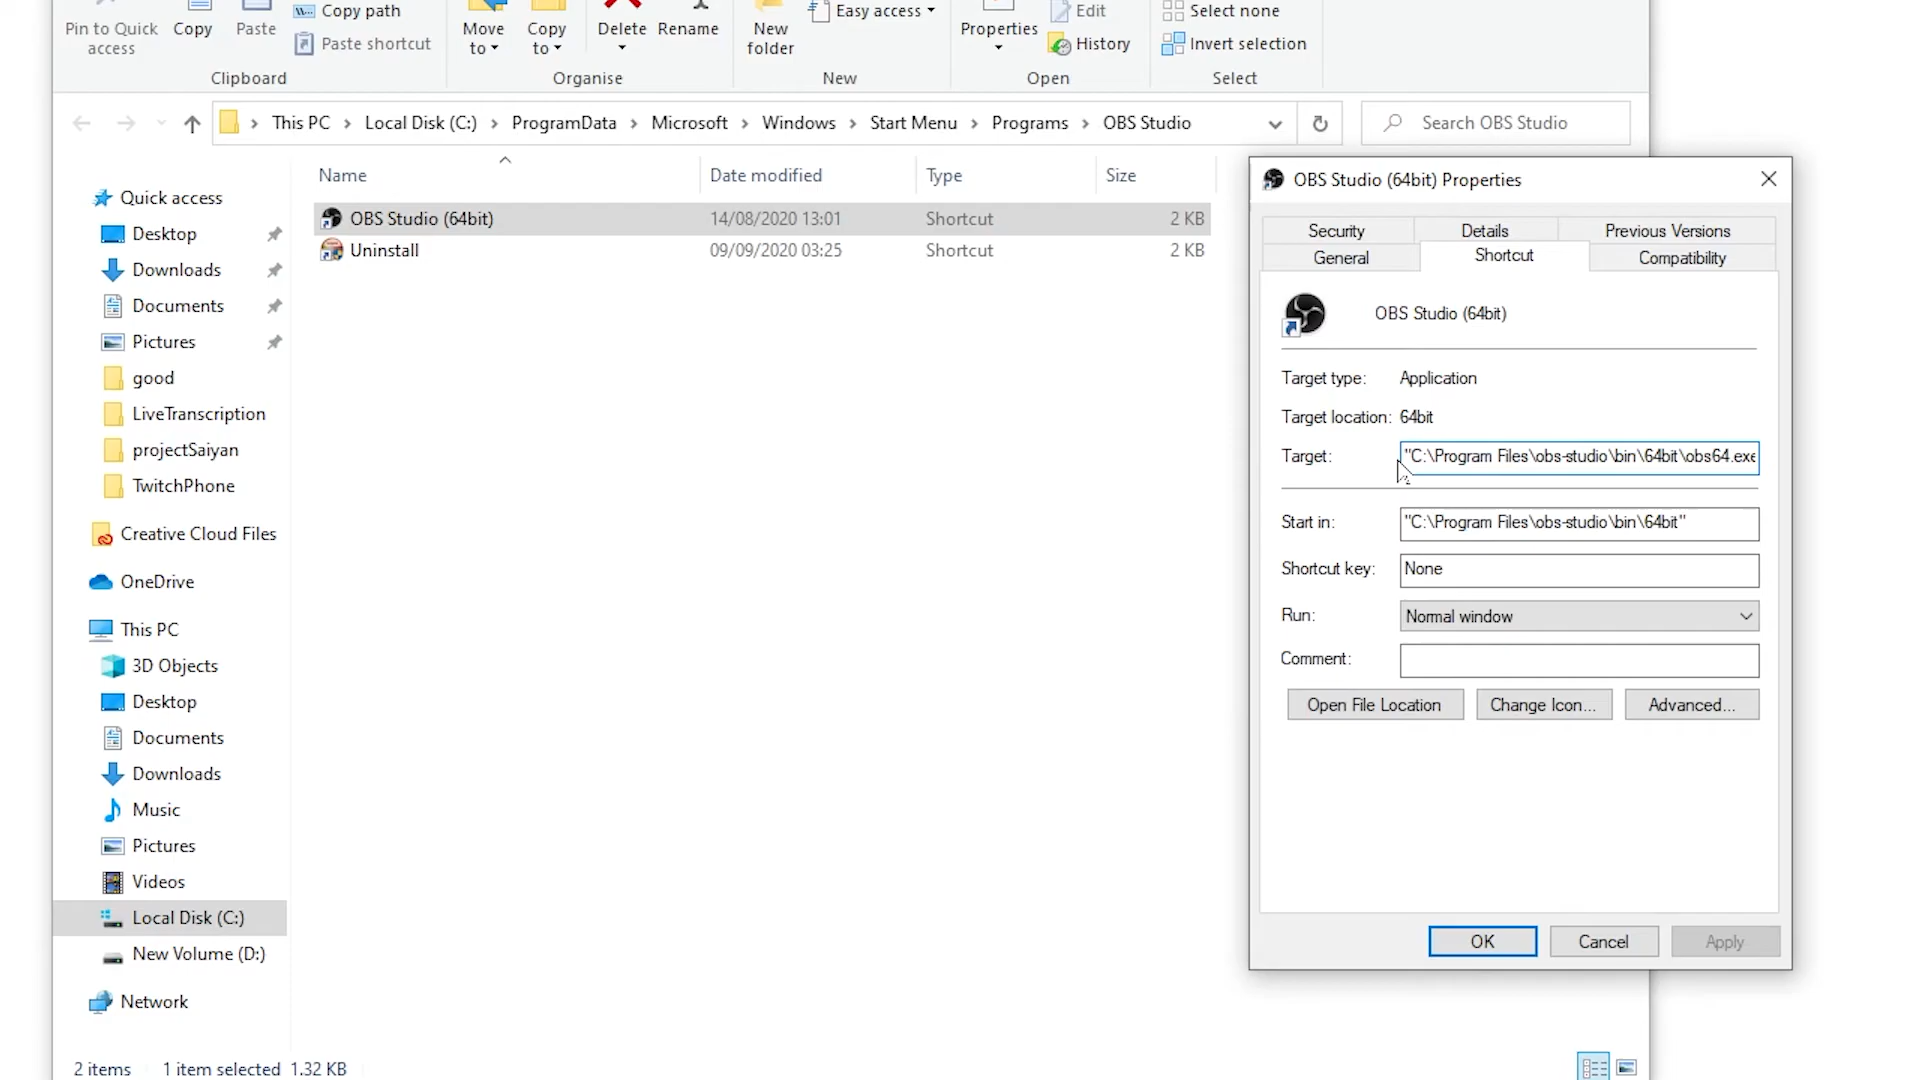 Pin to Quick access
Copy
Paste
Copy path
Paste shortcut
Clipboard
Move to
Copy to
Delete
Rename
Organise
New folder
Easy access
New
Properties
Edit
History
Open
Select none
Invert selection
Select
This PC > Local Disk (C:) > ProgramData > Microsoft > Windows > Start Menu > Programs > OBS Studio
Search OBS Studio
Name Date modified Type Size
OBS Studio (64bit) 14/08/2020 13:01 Shortcut 2 KB
Uninstall 09/09/2020 03:25 Shortcut 2 KB
Quick access
Desktop
Downloads
Documents
Pictures
good
LiveTranscription
projectSaiyan
TwitchPhone
Creative Cloud Files
OneDrive
This PC
3D Objects
Desktop
Documents
Downloads
Music
Pictures
Videos
Local Disk (C:)
New Volume (D:)
Network
2 items 1 item selected 1.32 KB
OBS Studio (64bit) Properties
Security Details Previous Versions
General Shortcut Compatibility
OBS Studio (64bit)
Target type: Application
Target location: 64bit
Target: "C:\Program Files\obs-studio\bin\64bit\obs64.exe
Start in: "C:\Program Files\obs-studio\bin\64bit"
Shortcut key: None
Run: Normal window
Comment:
Open File Location Change Icon... Advanced...
OK Cancel Apply